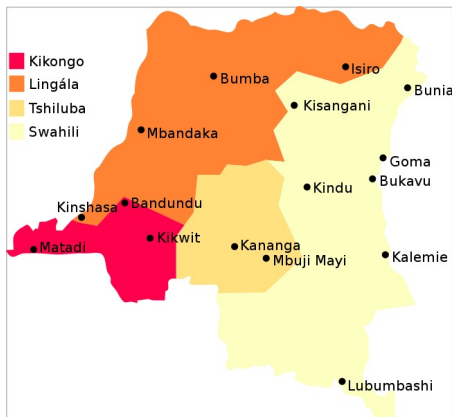 Kikongo
Lingála
Tshiluba
Swahili
Isiro
Bumba
Bunia
Kisangani
Mbandaka
Goma
Bukavu
Kindu
Bandundu
Kinshasa
Kikwit
Matadi
Kananga
Mbuji Mayi
Kalemie
Lubumbashi